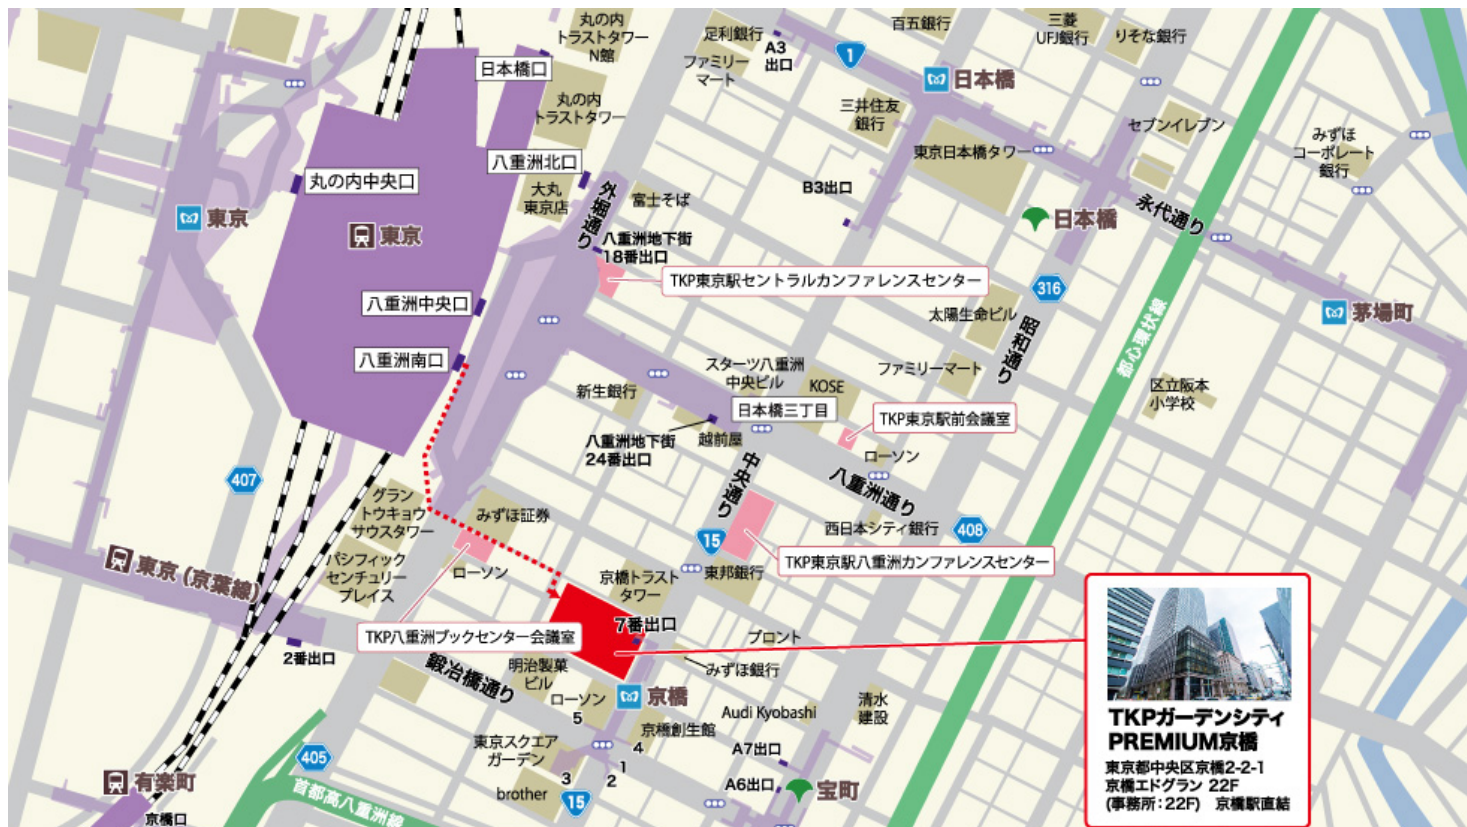 丸の内
トラストタワー
N館
足利銀行
A3
出口
百五銀行
三菱
UFJ銀行
りそな銀行
日本橋口
ファミリー
マート
1
日本橋
丸の内
トラストタワー
三井住友
銀行
セブンイレブン
みずほ
コーポレート
銀行
東京日本橋タワー
八重洲北口
丸の内中央口
大丸
東京店
外堀通り
富士そば
B3出口
東京
東京
日本橋
永代通り
八重洲地下街
18番出口
TKP東京駅セントラルカンファレンスセンター
316
八重洲中央口
太陽生命ビル
昭和通り
都心環状線
茅場町
八重洲南口
スターツ八重洲
中央ビル
ファミリーマート
新生銀行
KOSE
区立阪本
小学校
日本橋三丁目
TKP東京駅前会議室
八重洲地下街
24番出口
越前屋
ローソン
407
中央通り
八重洲通り
グラン
トウキョウ
サウスタワー
みずほ証券
西日本シティ銀行
408
15
東京 (京葉線)
パシフィック
センチュリー
プレイス
ローソン
京橋トラスト
タワー
東邦銀行
TKP東京駅八重洲カンファレンスセンター
7番出口
TKP八重洲ブックセンター会議室
プロント
2番出口
鍛冶橋通り
明治製菓
ビル
みずほ銀行
ローソン
5
京橋
Audi Kyobashi
清水
建設
京橋創生館
405
東京スクエア
ガーデン
4
A7出口
1
2
3
A6出口
宝町
有楽町
brother
15
首都高八重洲線
京橋口
TKPガーデンシティ
PREMIUM京橋
東京都中央区京橋2-2-1
京橋エドグラン 22F
(事務所：22F)　京橋駅直結